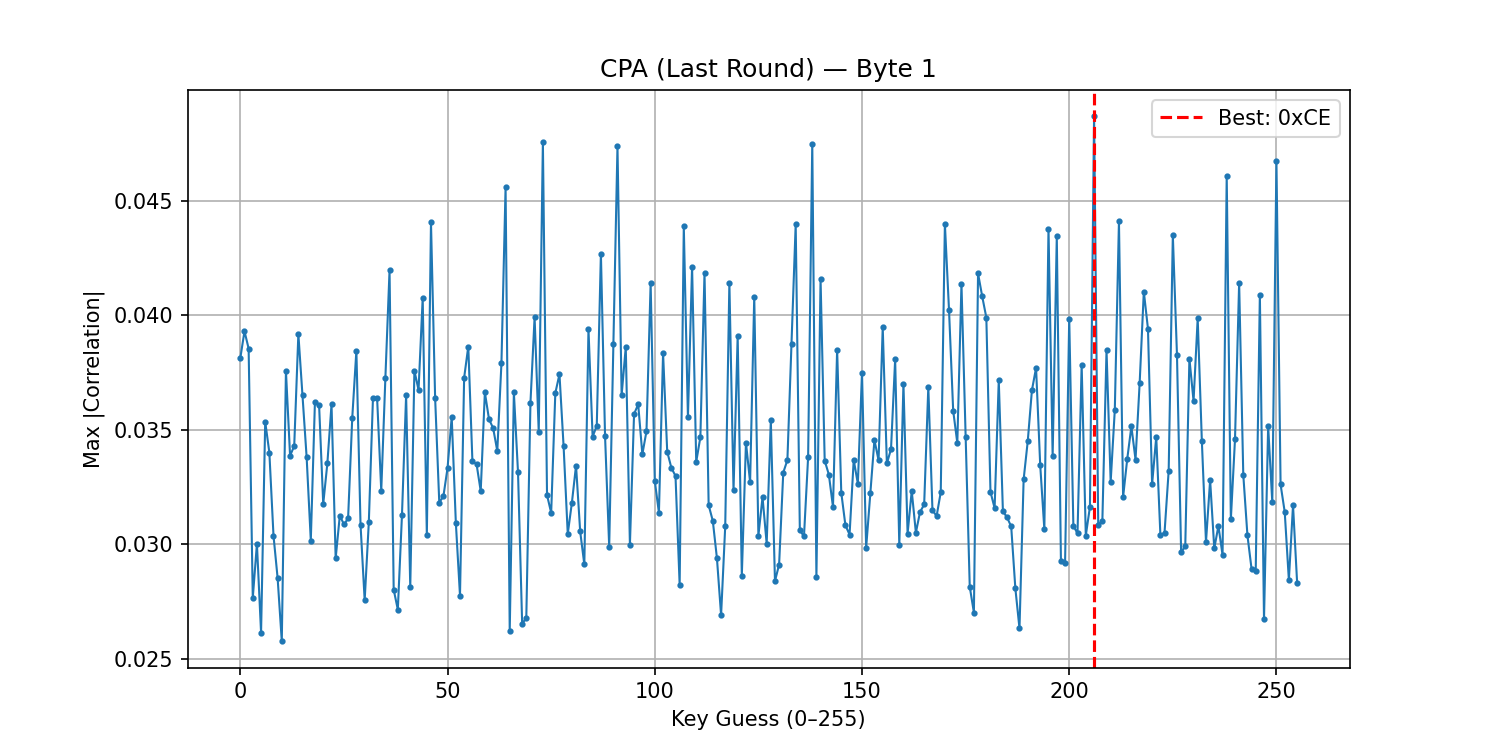 CPA (Last Round) — Byte 1
Best: 0xCE
Max |Correlation|
0.045
0.040
0.035
0.030
0.025
0
50
100
150
200
250
Key Guess (0–255)